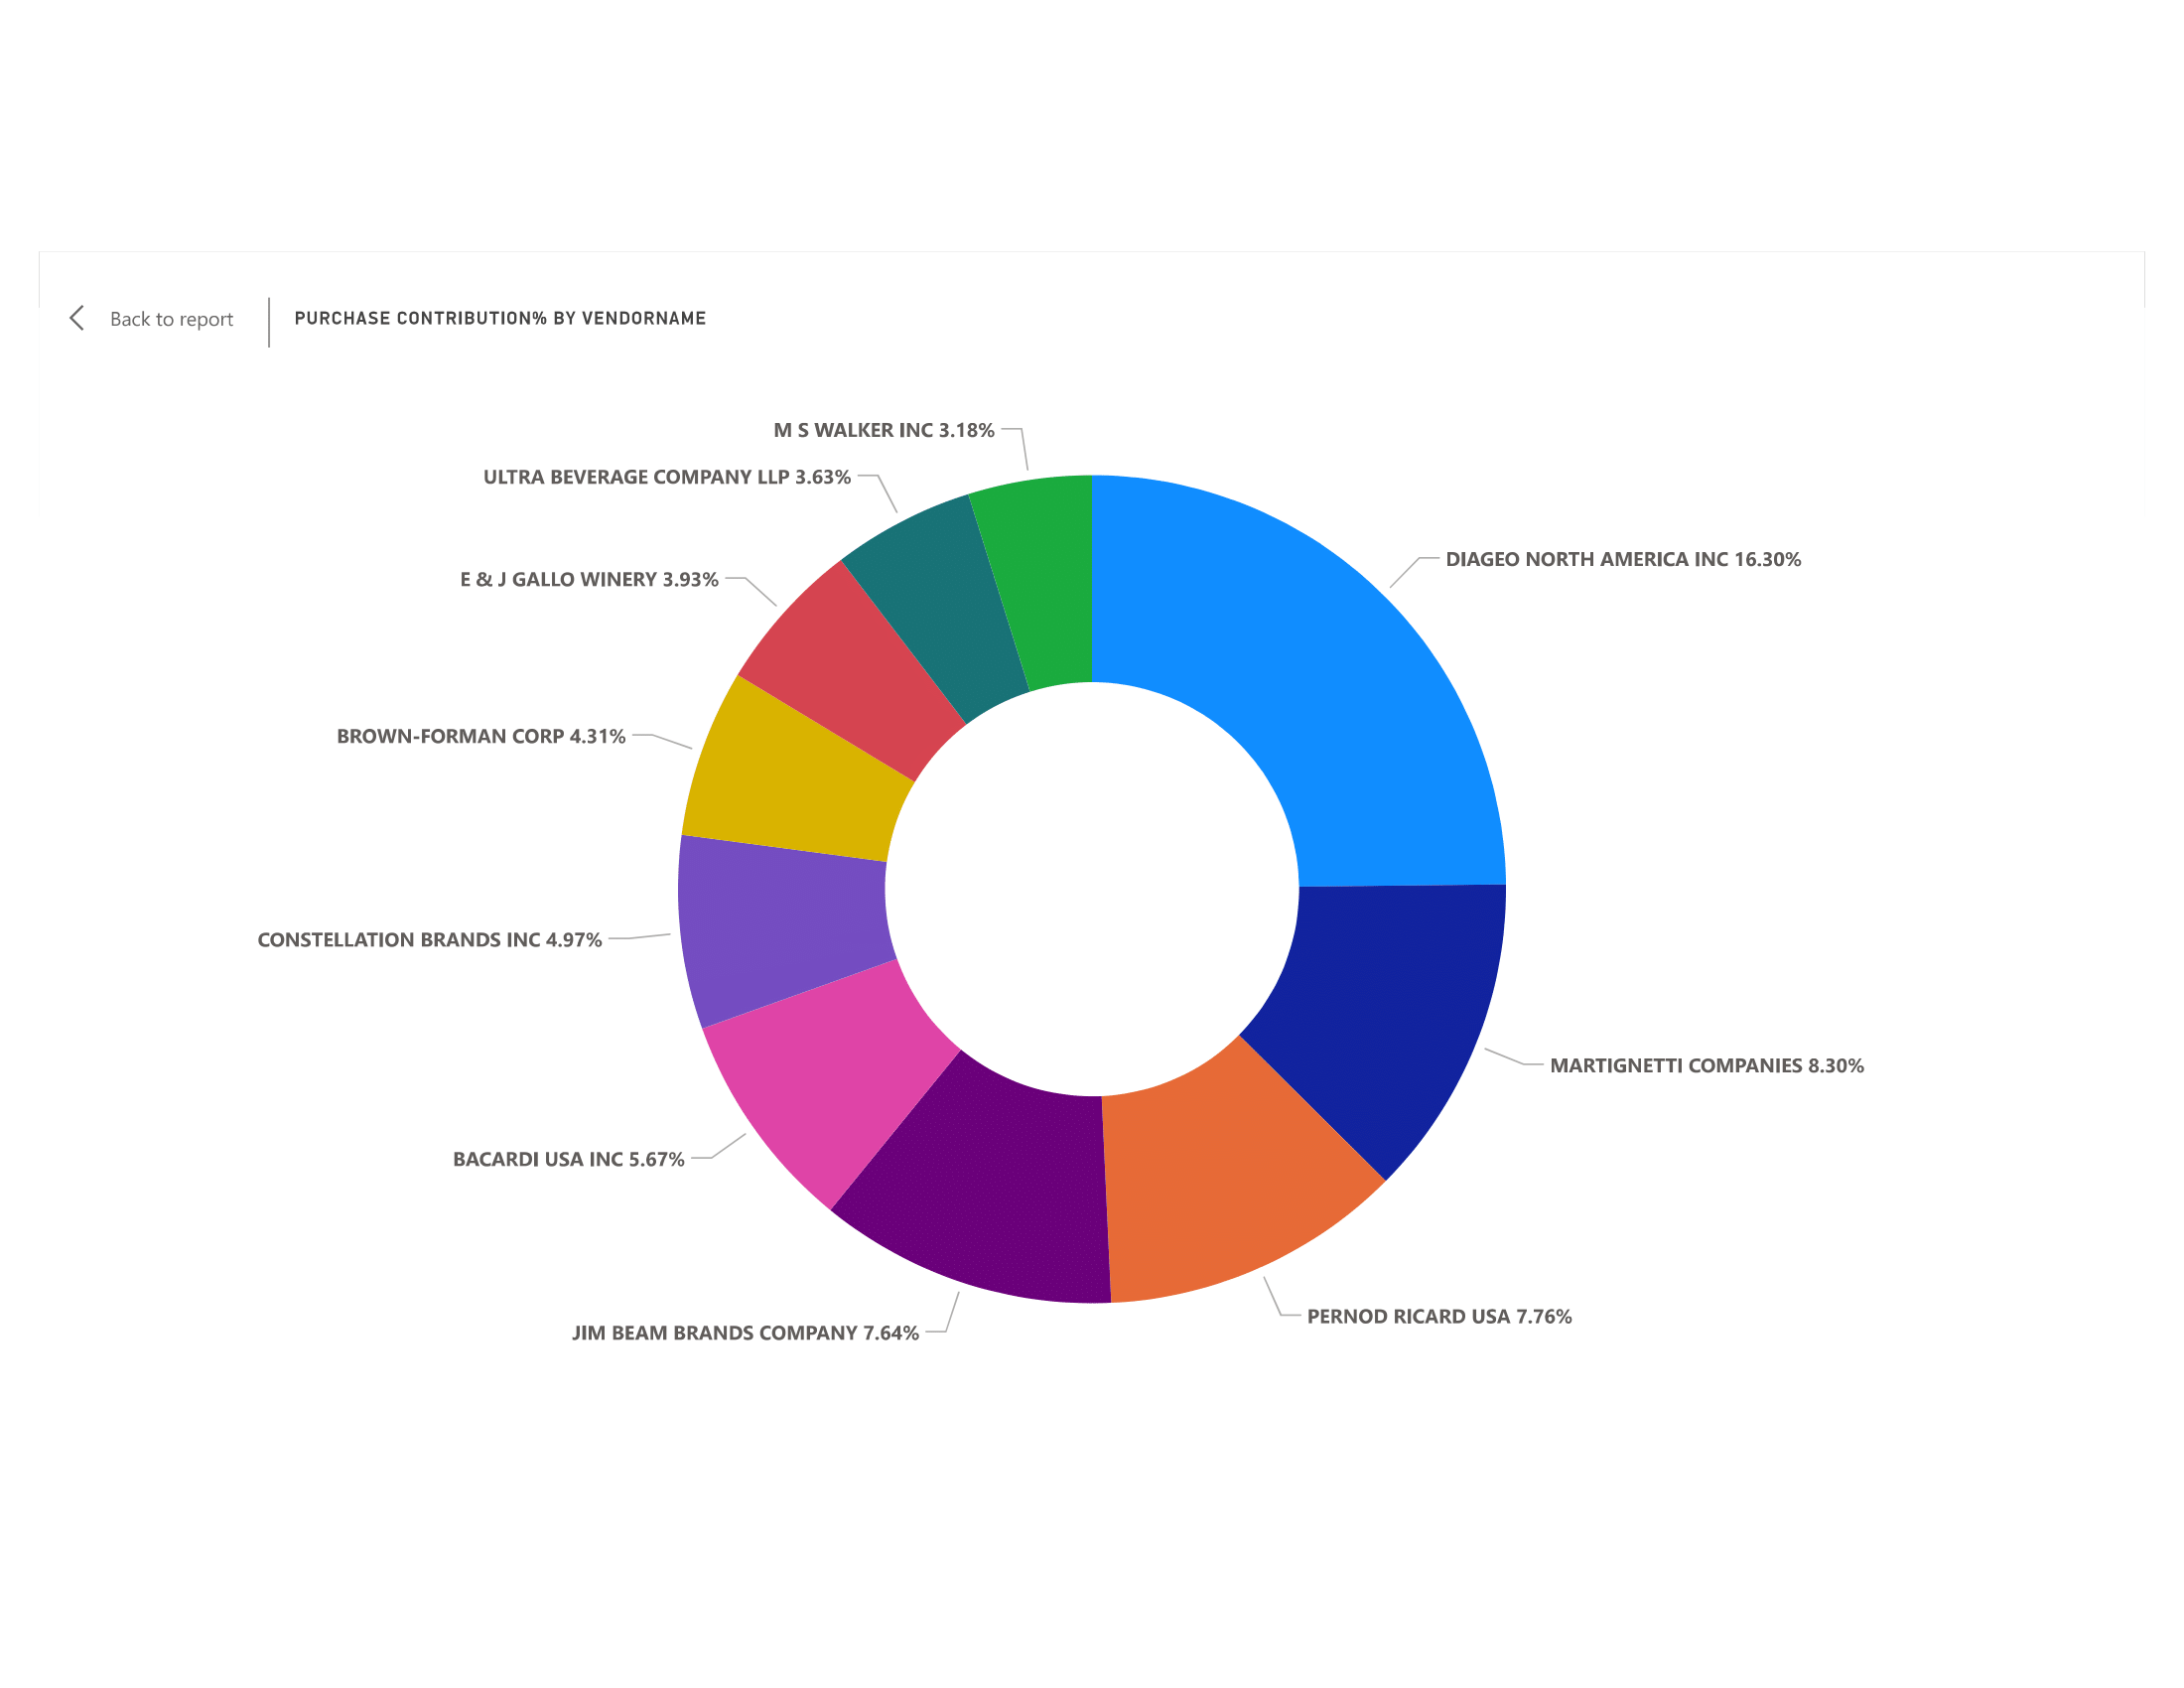 Back to report
PURCHASE CONTRIBUTION% BY VENDORNAME
M S WALKER INC 3.18%
ULTRA BEVERAGE COMPANY LLP 3.63%
DIAGEO NORTH AMERICA INC 16.30%
E & J GALLO WINERY 3.93%
BROWN-FORMAN CORP 4.31%
CONSTELLATION BRANDS INC 4.97%
MARTIGNETTI COMPANIES 8.30%
BACARDI USA INC 5.67%
PERNOD RICARD USA 7.76%
JIM BEAM BRANDS COMPANY 7.64%